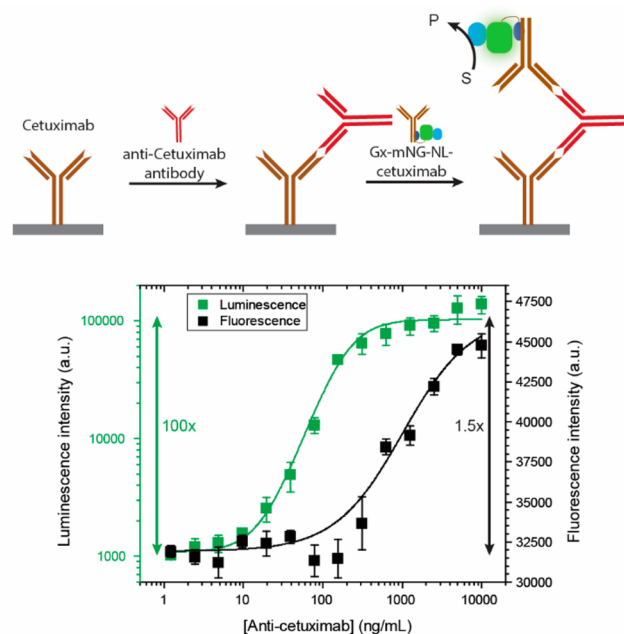 P
S
Cetuximab
anti-Cetuximab
antibody
Gx-mNG-NL-
cetuximab
Luminescence
Fluorescence
100000
10000
1000
100x
1.5x
47500
45000
42500
40000
37500
35000
32500
30000
Luminescence intensity (a.u.)
Fluorescence intensity (a.u.)
1 10 100 1000 10000
[Anti-cetuximab] (ng/mL)